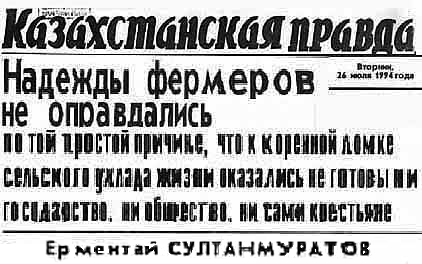 Казахстанская правда
Вторник,
26 июля 1994 года
Надежды фермеров
не оправдались
по той простой причине, что к коренной ломке
сельского уклада жизни оказались не готовы ни
государство, ни общество, ни сами крестьяне
Ерментай СУЛТАНМУРАТОВ